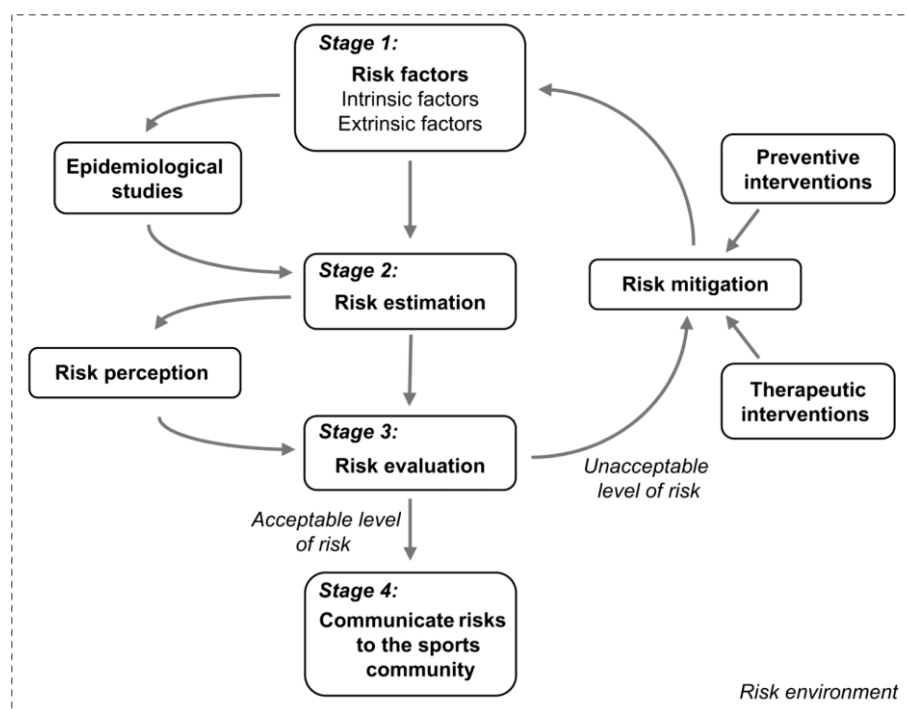 Stage 1:
Risk factors
Intrinsic factors
Extrinsic factors
Epidemiological
studies
Preventive
interventions
Stage 2:
Risk estimation
Risk mitigation
Risk perception
Therapeutic
interventions
Stage 3:
Risk evaluation
Unacceptable
level of risk
Acceptable level
of risk
Stage 4:
Communicate risks
to the sports
community
Risk environment